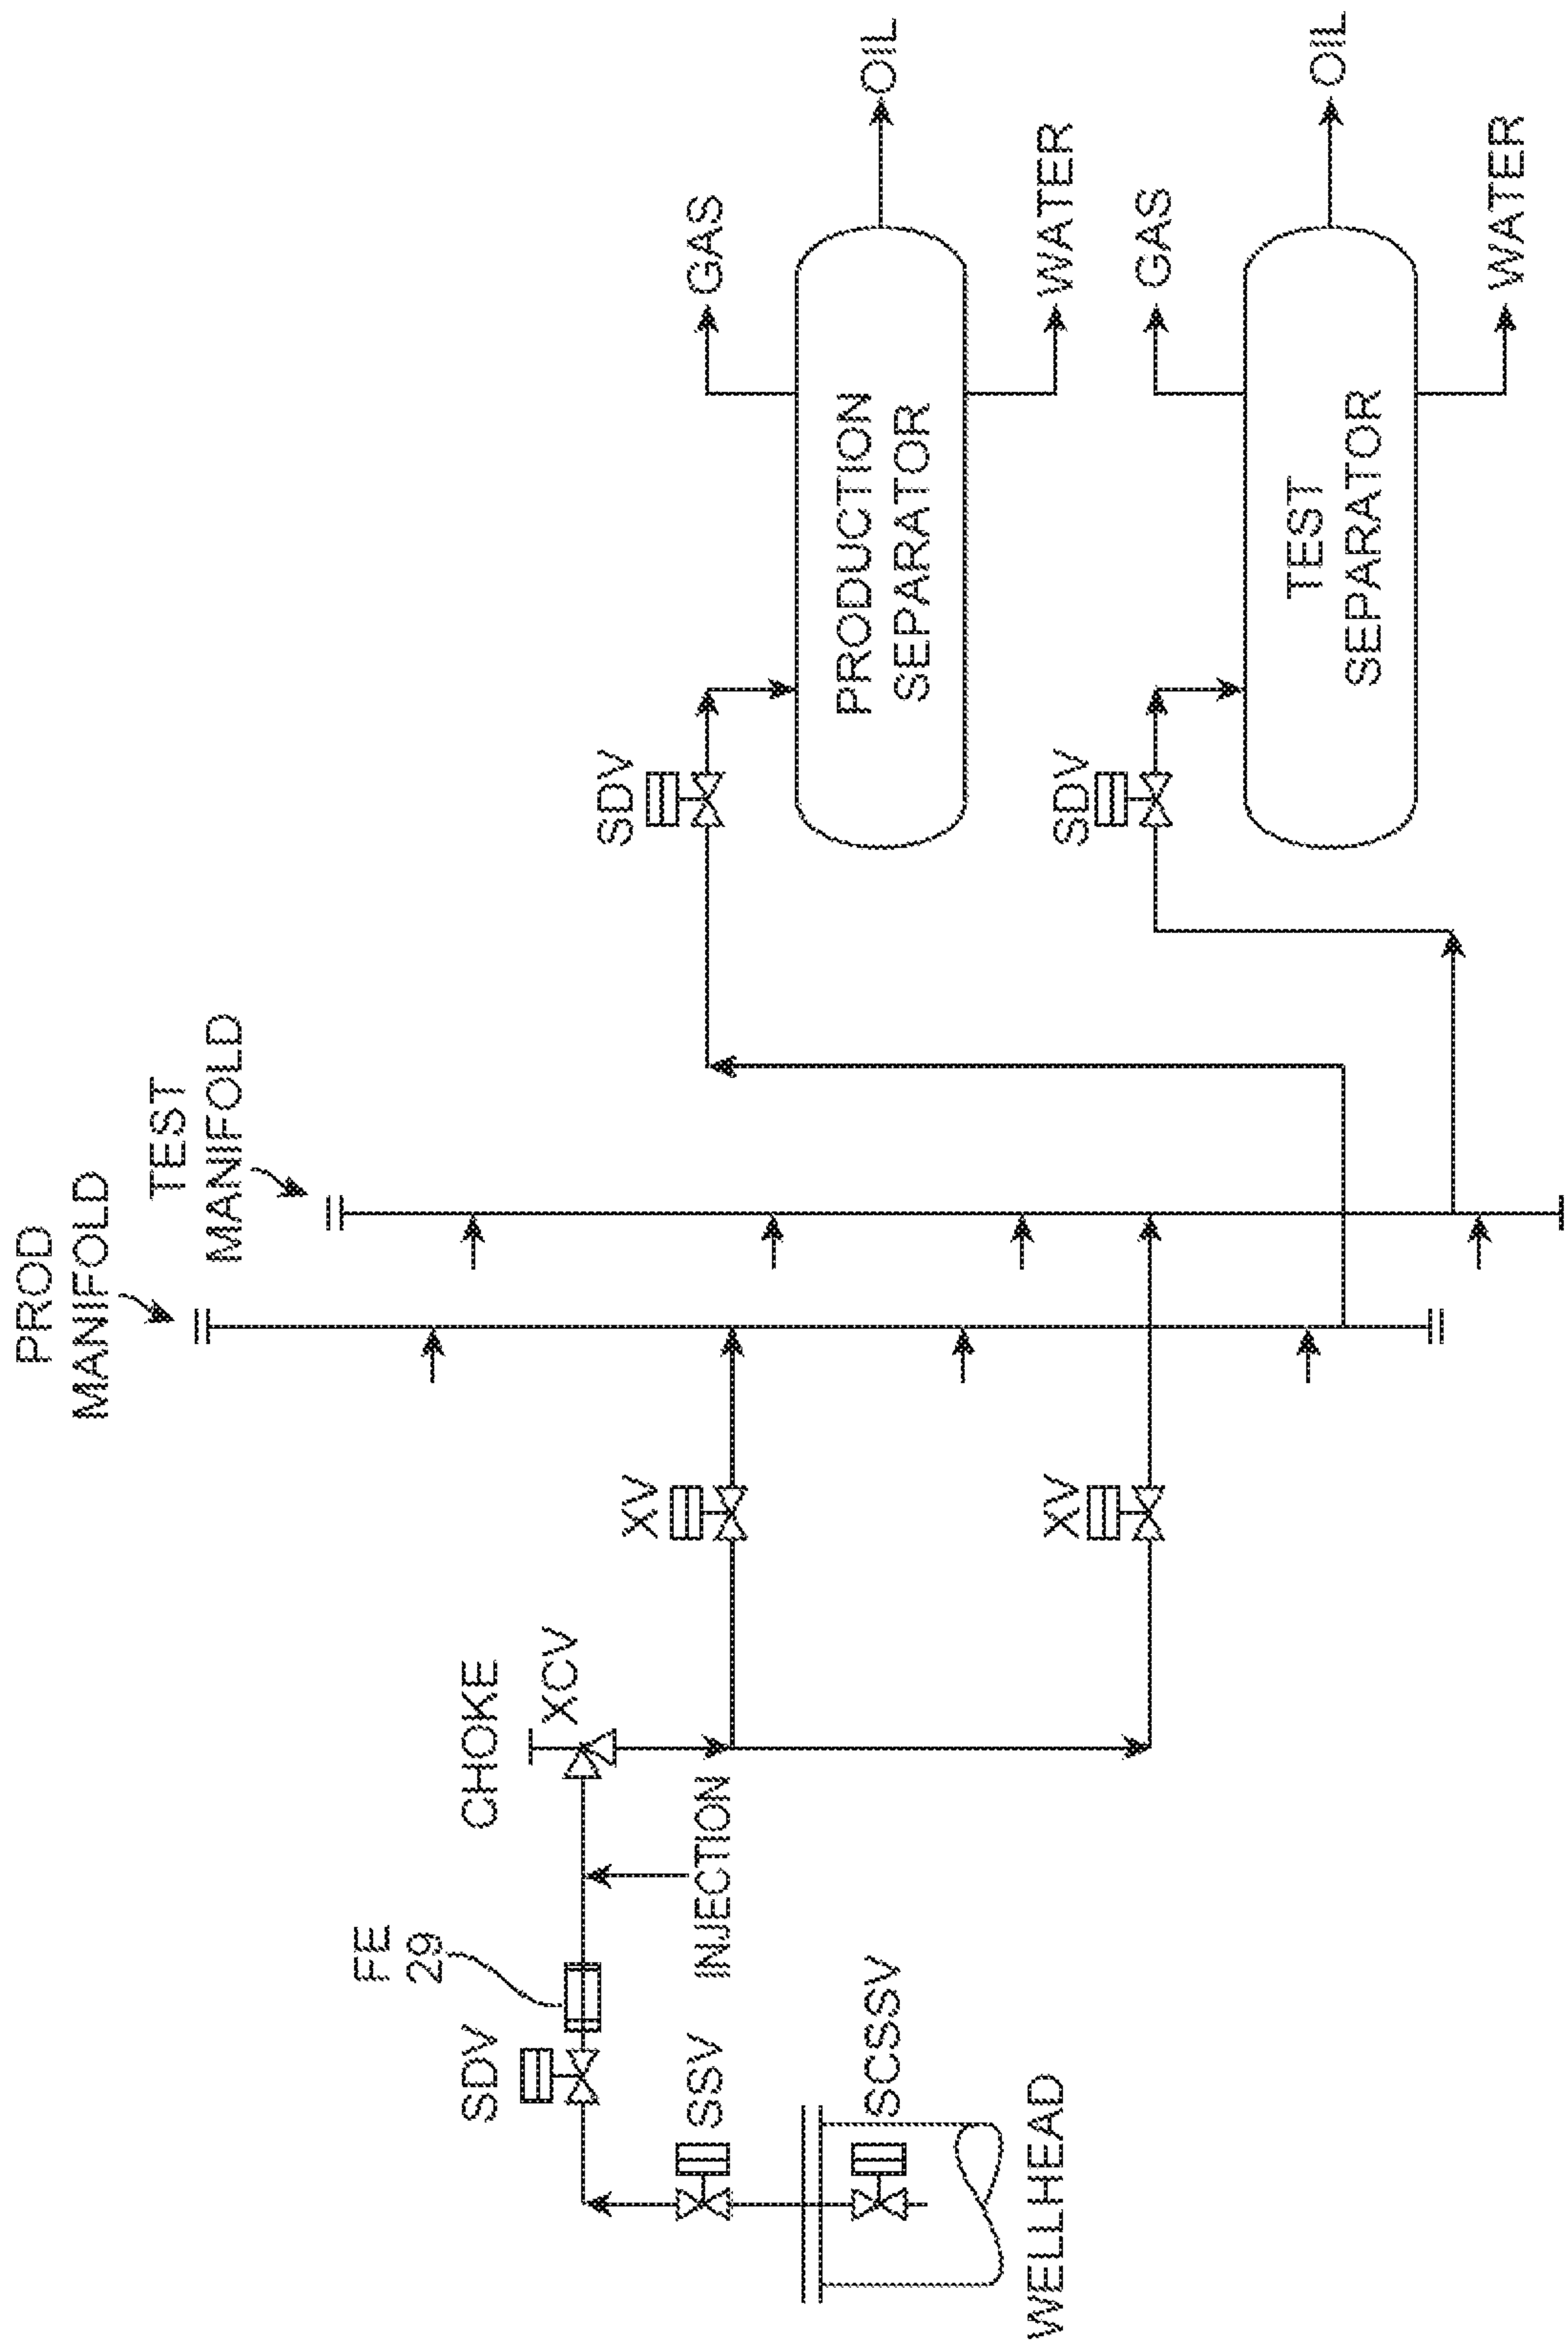 PROD
MANIFOLD
TEST
MANIFOLD
CHOKE
XCV
FE
29
SDV
INJECTION
SSV
SCSSV
WELLHEAD
XV
XV
SDV
PRODUCTION
SEPARATOR
GAS
OIL
WATER
SDV
TEST
SEPARATOR
GAS
OIL
WATER